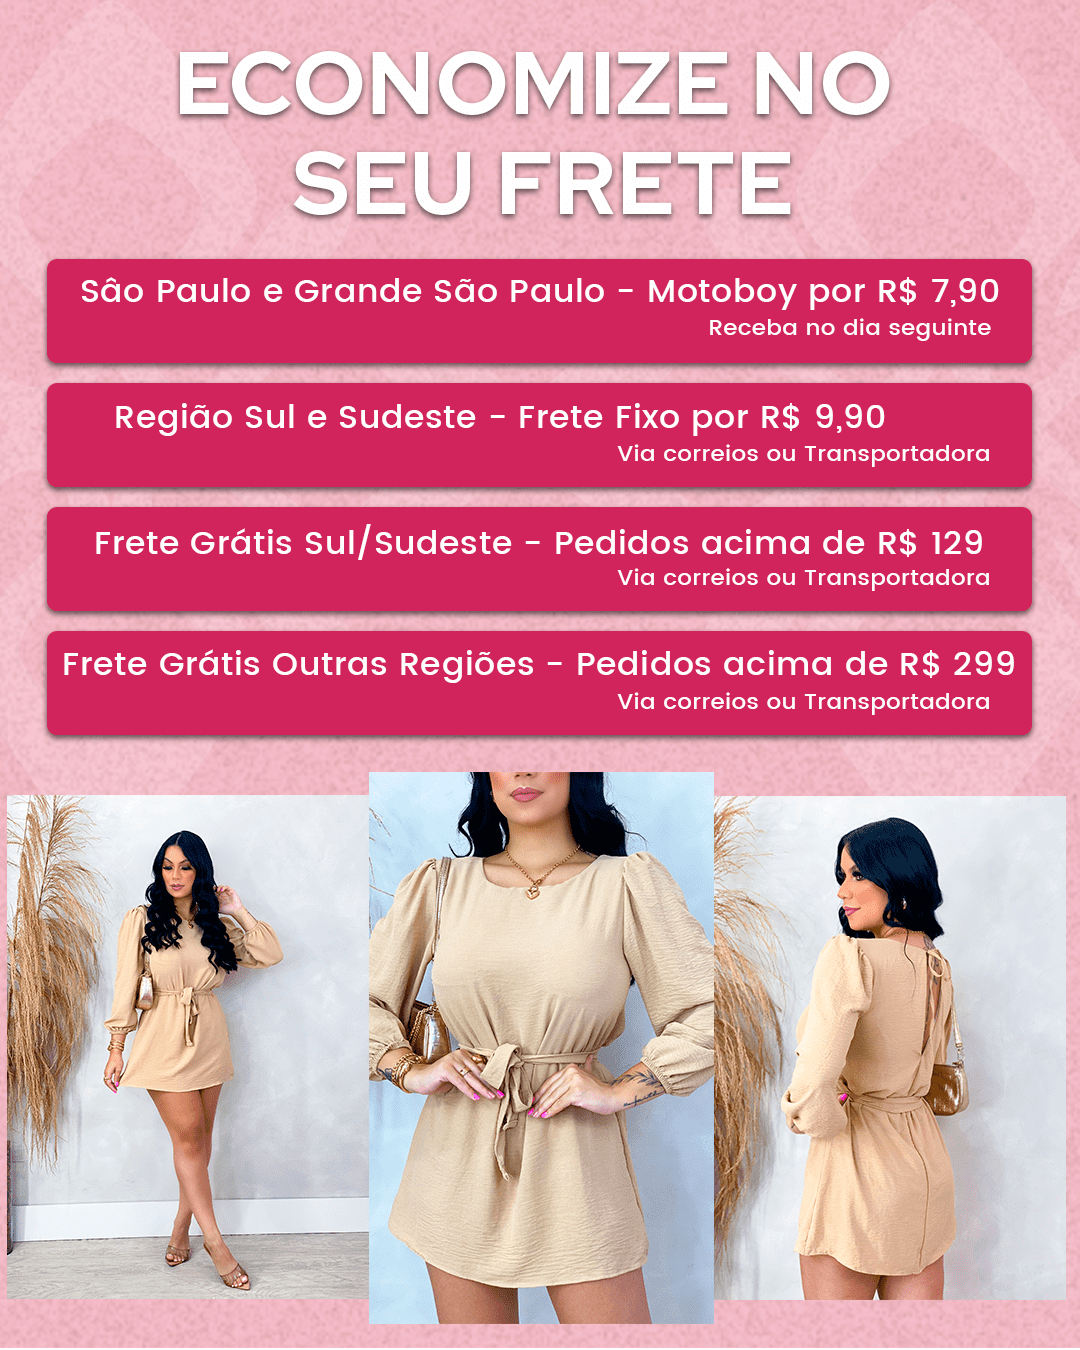 ECONOMIZE NO
SEU FRETE
Sâo Paulo e Grande São Paulo - Motoboy por R$ 7,90
Receba no dia seguinte
Região Sul e Sudeste - Frete Fixo por R$ 9,90
Via correios ou Transportadora
Frete Grátis Sul/Sudeste - Pedidos acima de R$ 129
Via correios ou Transportadora
Frete Grátis Outras Regiões - Pedidos acima de R$ 299
Via correios ou Transportadora